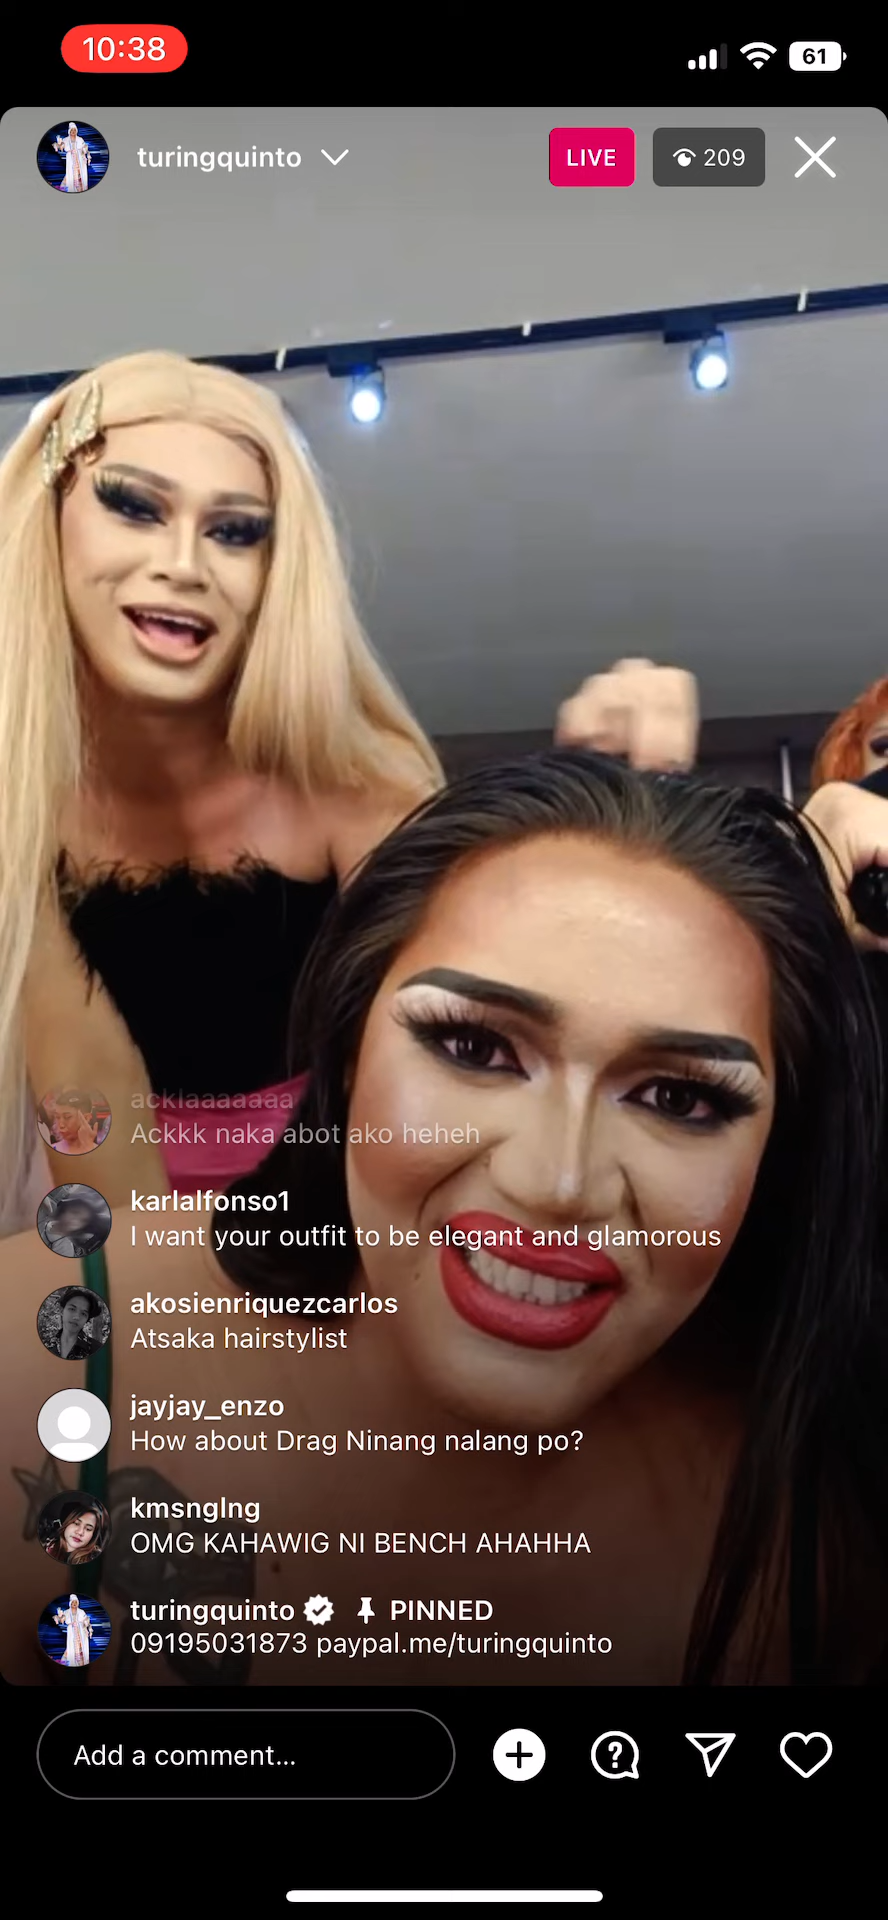 10:38
61
turingquinto
LIVE
209
acklaaaaaaa
Ackkk naka abot ako heheh
karlalfonso1
I want your outfit to be elegant and glamorous
akosienriquezcarlos
Atsaka hairstylist
jayjay_enzo
How about Drag Ninang nalang po?
kmsnglng
OMG KAHAWIG NI BENCH AHAHHA
turingquinto PINNED
09195031873 paypal.me/turingquinto
Add a comment...